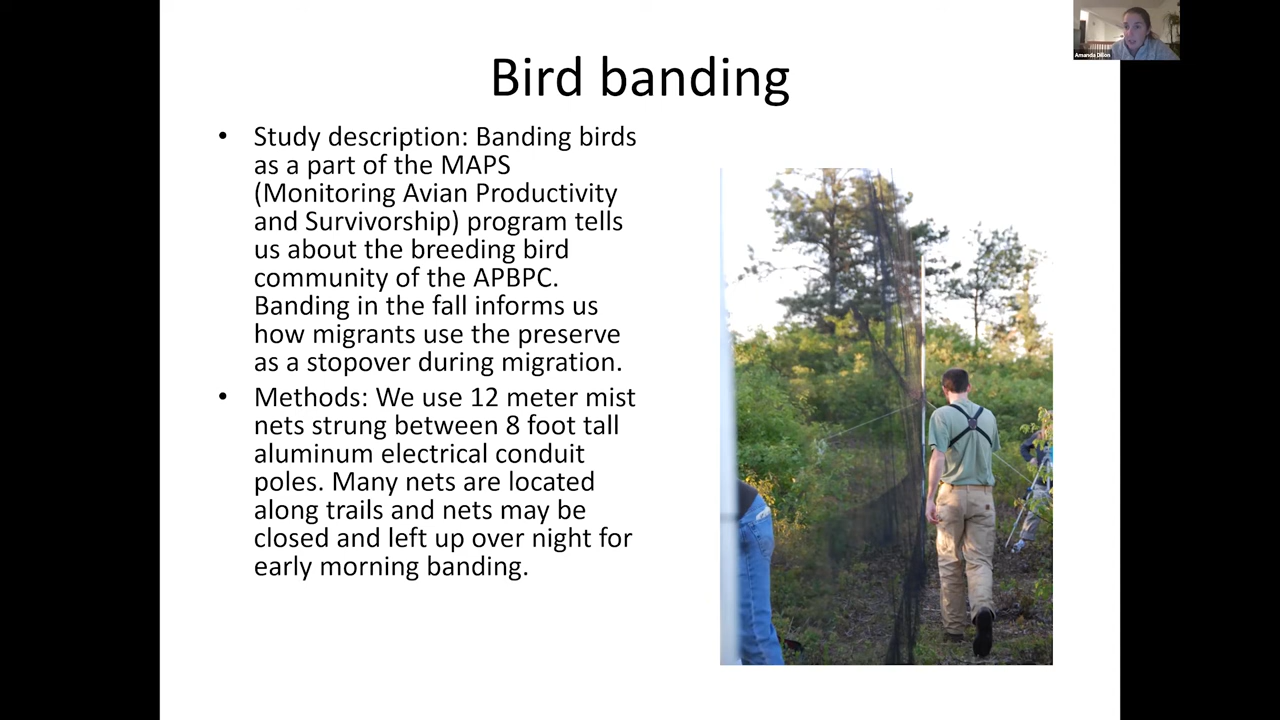 Amanda Dillon
Bird banding
• Study description: Banding birds
as a part of the MAPS
(Monitoring Avian Productivity
and Survivorship) program tells
us about the breeding bird
community of the APBPC.
Banding in the fall informs us
how migrants use the preserve
as a stopover during migration.
• Methods: We use 12 meter mist
nets strung between 8 foot tall
aluminum electrical conduit
poles. Many nets are located
along trails and nets may be
closed and left up over night for
early morning banding.